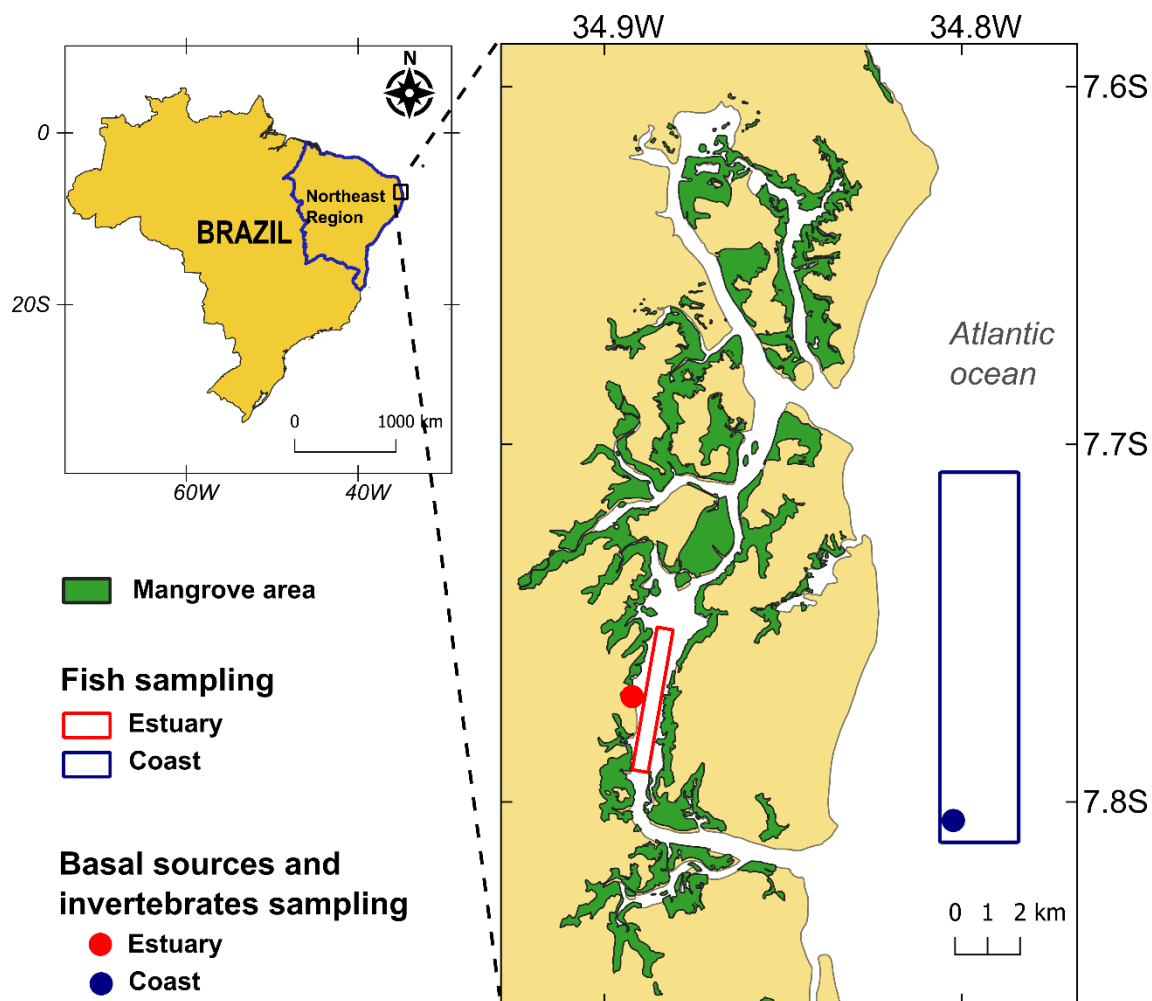 34.9W
34.8W
N
7.6S
0
Northeast
Region
BRAZIL
20S
Atlantic
ocean
0
1000 km
7.7S
60W
40W
Mangrove area
Fish sampling
Estuary
Coast
7.8S
Basal sources and
invertebrates sampling
Estuary
Coast
0 1 2 km